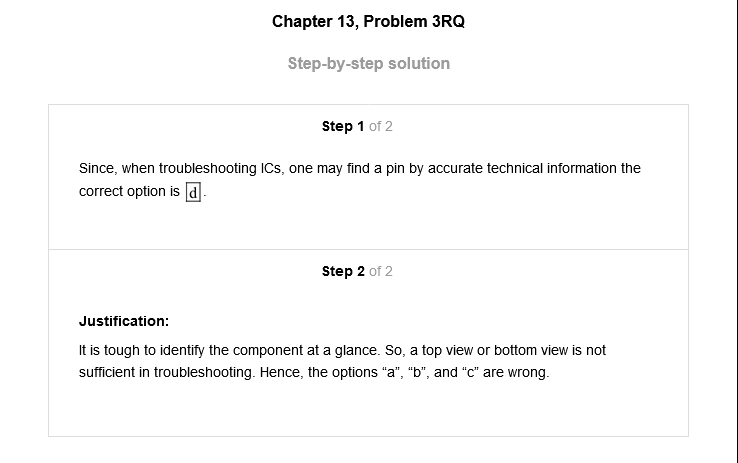 Chapter 13, Problem 3RQ
Step-by-step solution
Step 1 of 2
Since, when troubleshooting ICs, one may find a pin by accurate technical information the
correct option is d.
Step 2 of 2
Justification:
It is tough to identify the component at a glance. So, a top view or bottom view is not
sufficient in troubleshooting. Hence, the options “a”, “b”, and “c” are wrong.